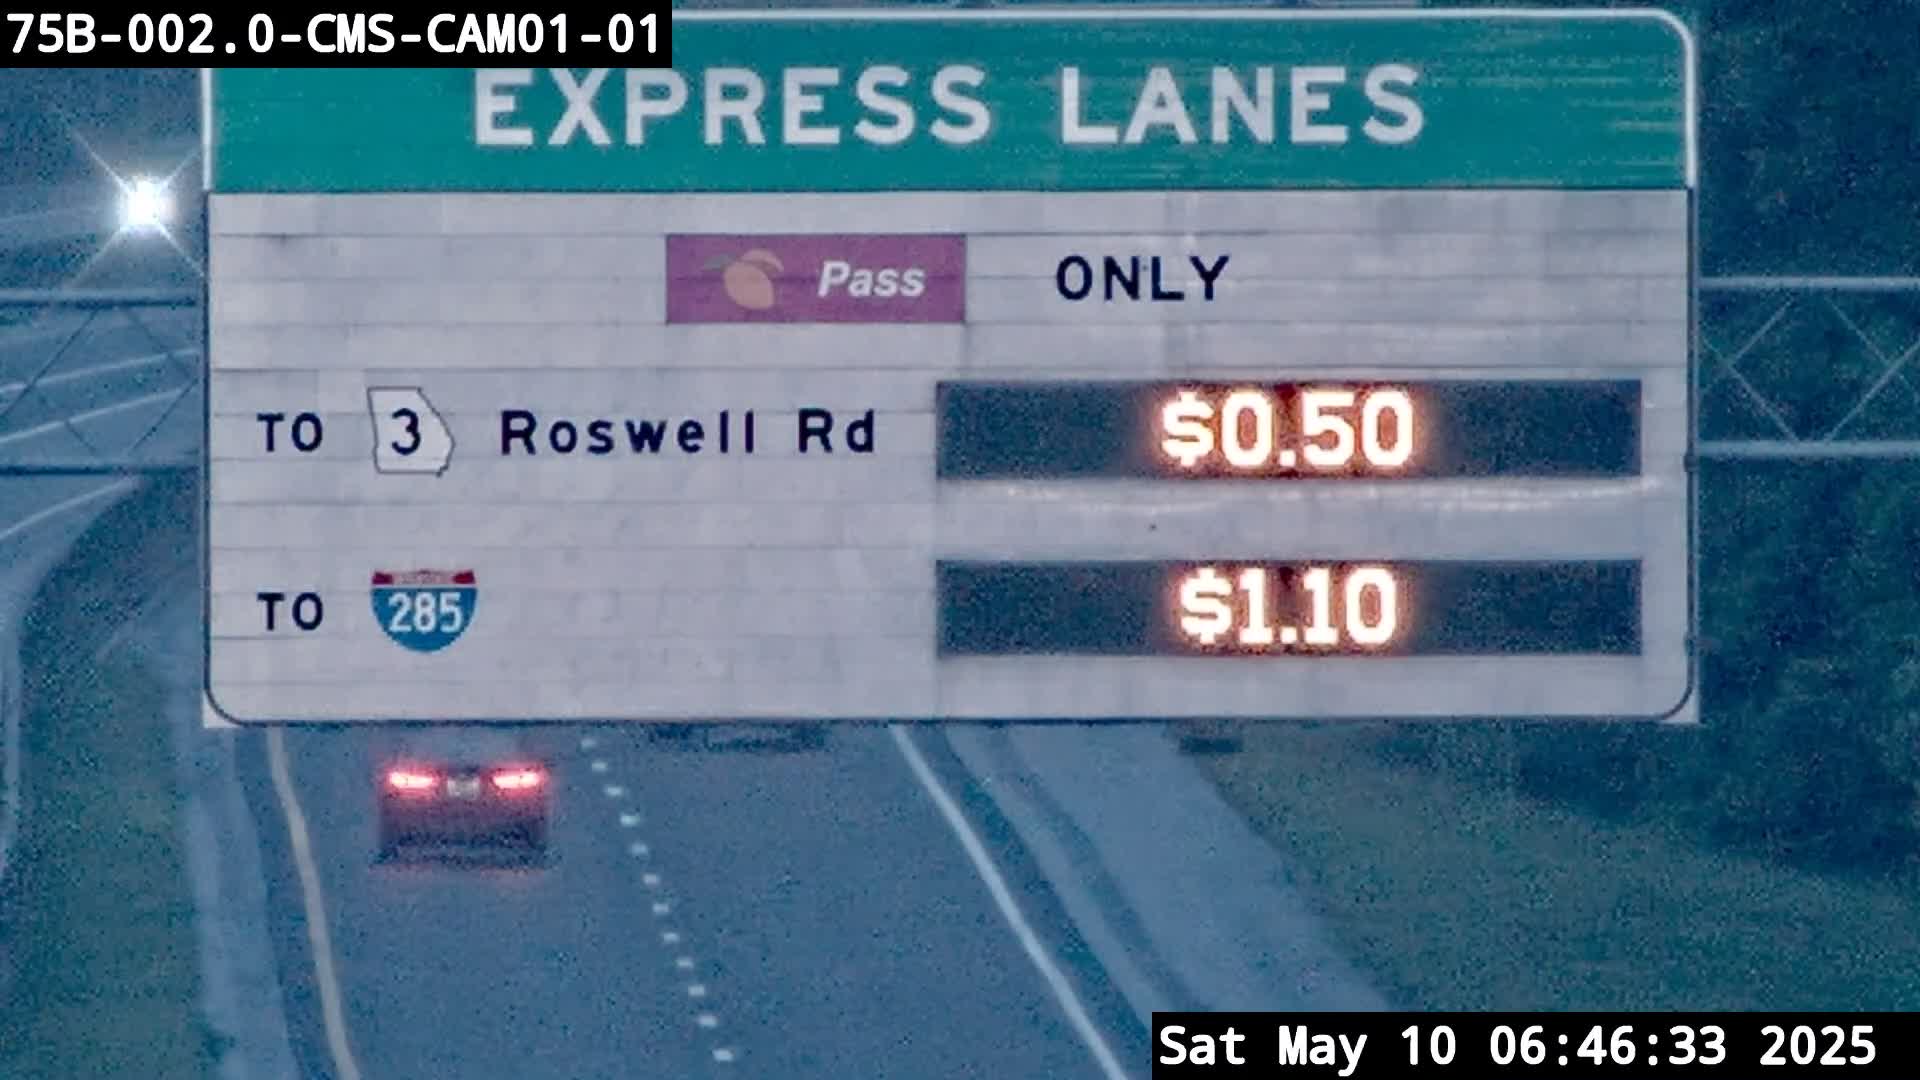 75B-002.0-CMS-CAM01-01
EXPRESS LANES
Pass ONLY
TO 3 Roswell Rd $0.50
TO 285 $1.10
Sat May 10 06:46:33 2025